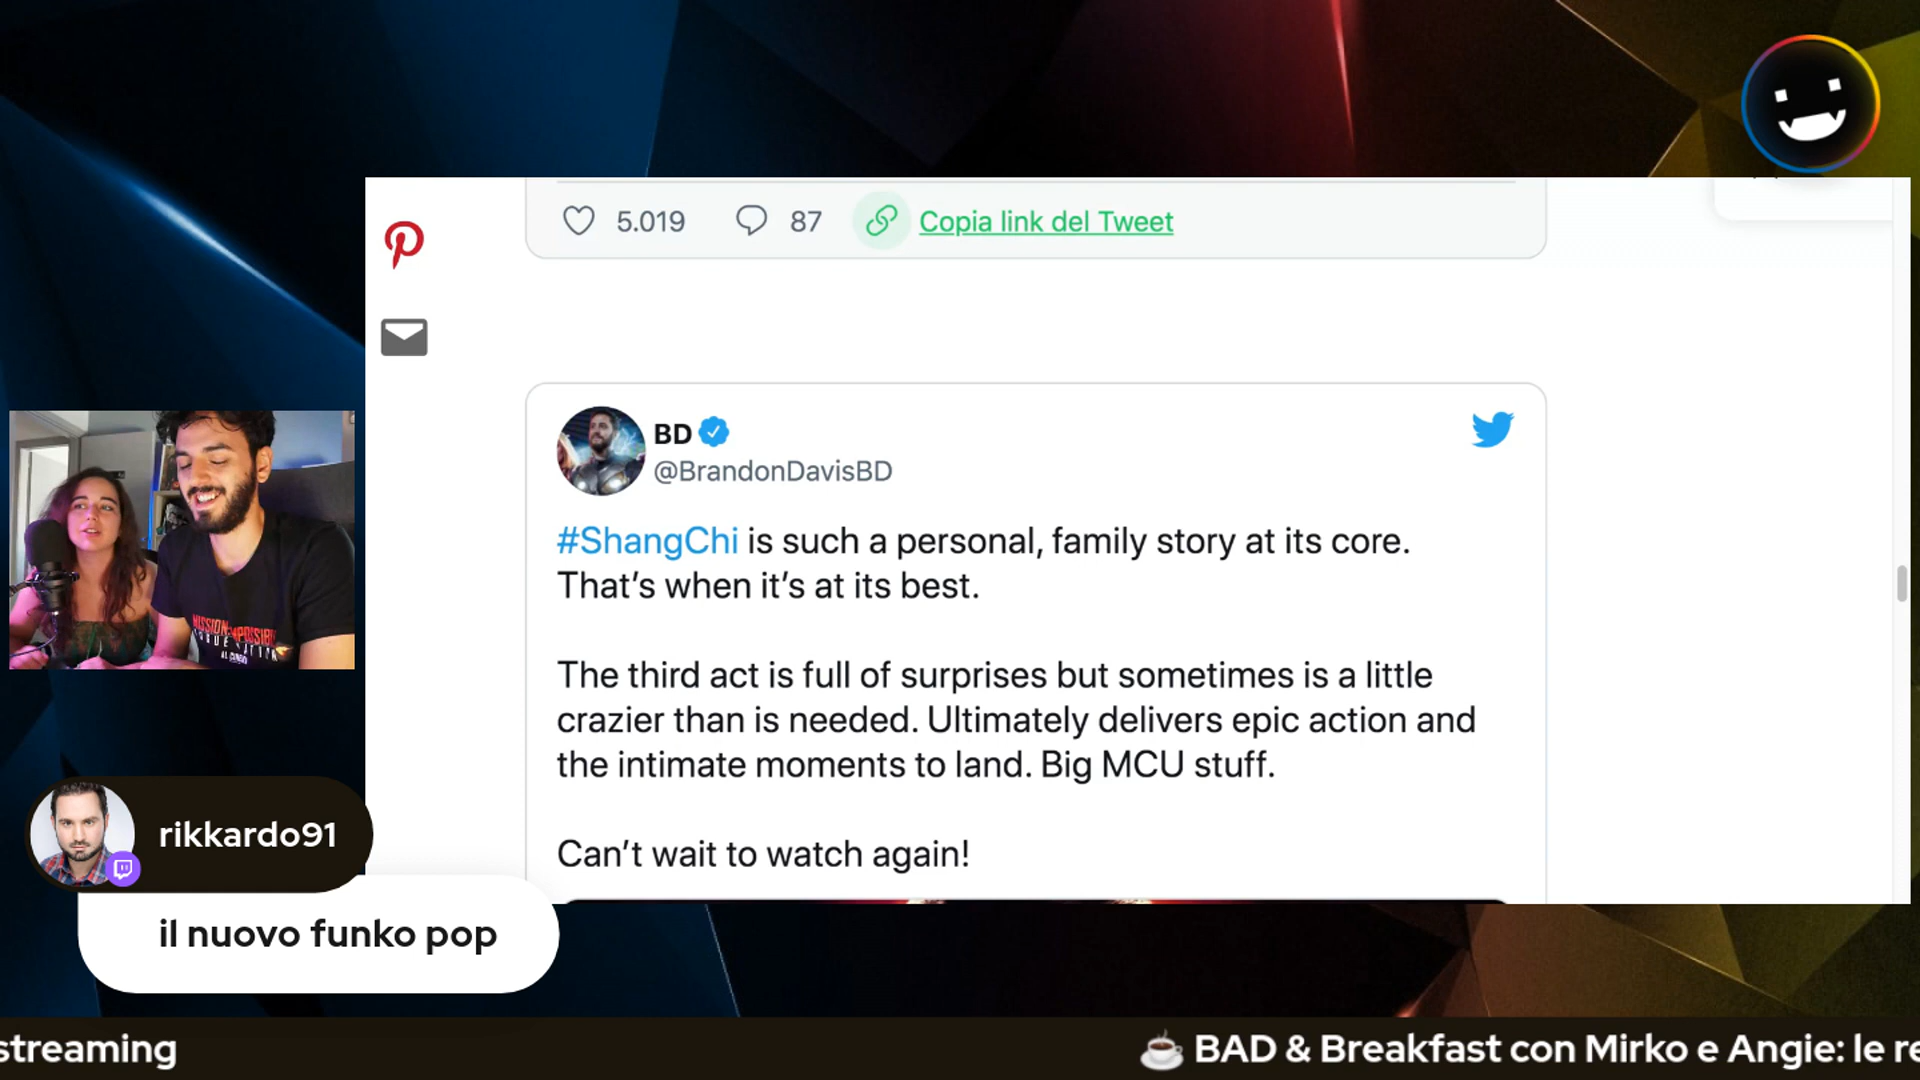 5.019 87 Copia link del Tweet
BD
@BrandonDavisBD
#ShangChi is such a personal, family story at its core.
That’s when it’s at its best.
The third act is full of surprises but sometimes is a little
crazier than is needed. Ultimately delivers epic action and
the intimate moments to land. Big MCU stuff.
Can’t wait to watch again!
MISSION: IMPOSSIBLE
rikkardo91
il nuovo funko pop
streaming
BAD & Breakfast con Mirko e Angie: le re